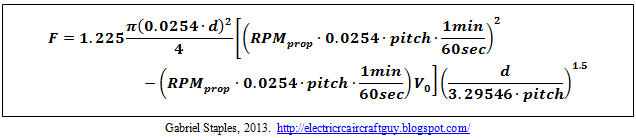 F = 1.225 π(0.0254 · d)² / 4 [(RPM_prop · 0.0254 · pitch · 1min / 60sec)²
− (RPM_prop · 0.0254 · pitch · 1min / 60sec) V₀] (d / 3.29546 · pitch)^1.5
Gabriel Staples, 2013. http://electricrcaircraftguy.blogspot.com/